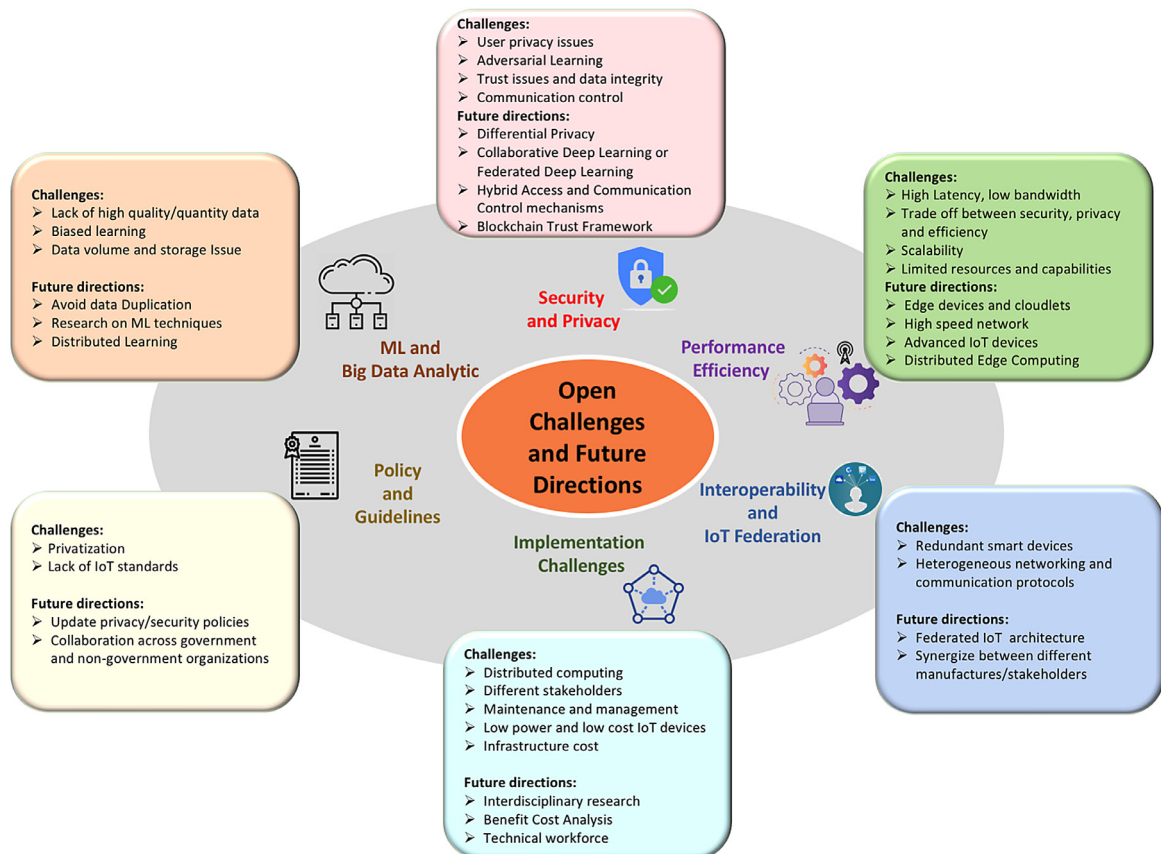 Challenges:
➢ User privacy issues
➢ Adversarial Learning
➢ Trust issues and data integrity
➢ Communication control
Future directions:
➢ Differential Privacy
➢ Collaborative Deep Learning or
Federated Deep Learning
➢ Hybrid Access and Communication
Control mechanisms
➢ Blockchain Trust Framework
Challenges:
➢ Lack of high quality/quantity data
➢ Biased learning
➢ Data volume and storage Issue
Future directions:
➢ Avoid data Duplication
➢ Research on ML techniques
➢ Distributed Learning
Challenges:
➢ High Latency, low bandwidth
➢ Trade off between security, privacy
and efficiency
➢ Scalability
➢ Limited resources and capabilities
Future directions:
➢ Edge devices and cloudlets
➢ High speed network
➢ Advanced IoT devices
➢ Distributed Edge Computing
Security
and Privacy
ML and
Big Data Analytic
Performance
Efficiency
Open
Challenges
and Future
Directions
Policy
and
Guidelines
Interoperability
and
IoT Federation
Implementation
Challenges
Challenges:
➢ Privatization
➢ Lack of IoT standards
Future directions:
➢ Update privacy/security policies
➢ Collaboration across government
and non-government organizations
Challenges:
➢ Redundant smart devices
➢ Heterogeneous networking and
communication protocols
Future directions:
➢ Federated IoT architecture
➢ Synergize between different
manufactures/stakeholders
Challenges:
➢ Distributed computing
➢ Different stakeholders
➢ Maintenance and management
➢ Low power and low cost IoT devices
➢ Infrastructure cost
Future directions:
➢ Interdisciplinary research
➢ Benefit Cost Analysis
➢ Technical workforce